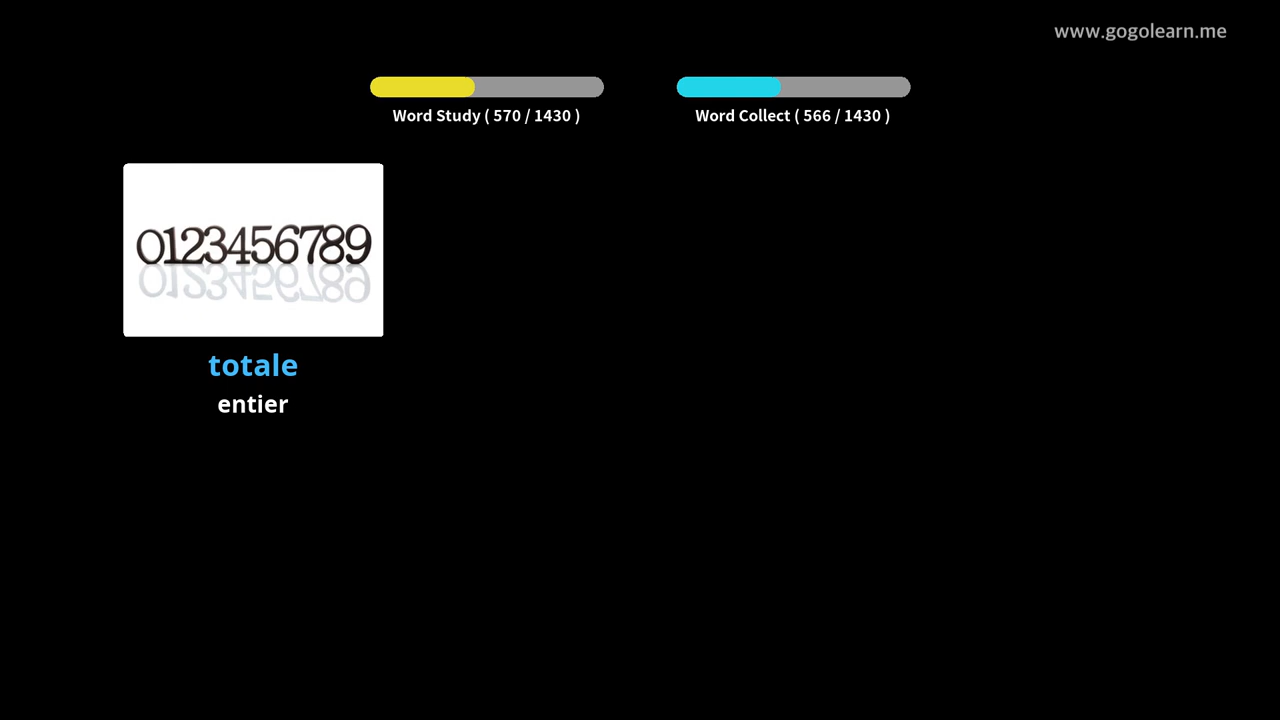 www.gogolearn.me
Word Study ( 570 / 1430 )
Word Collect ( 566 / 1430 )
0123456789
totale
entier